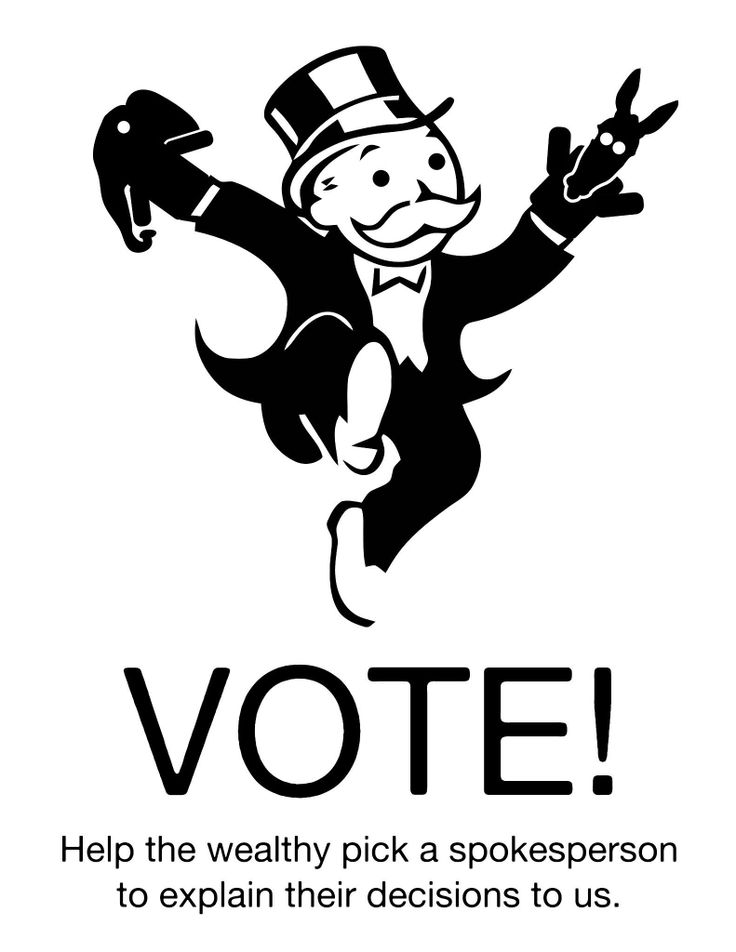 VOTE!
Help the wealthy pick a spokesperson
to explain their decisions to us.